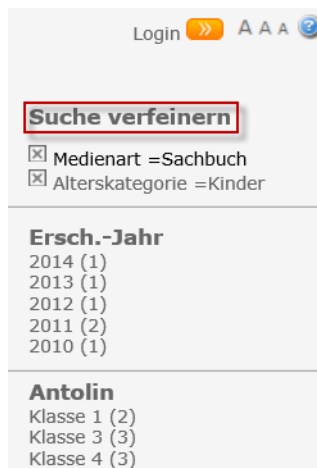 Login » A A A ?
Suche verfeinern
Medienart =Sachbuch
Alterskategorie =Kinder
Ersch.-Jahr
2014 (1)
2013 (1)
2012 (1)
2011 (2)
2010 (1)
Antolin
Klasse 1 (2)
Klasse 3 (3)
Klasse 4 (3)